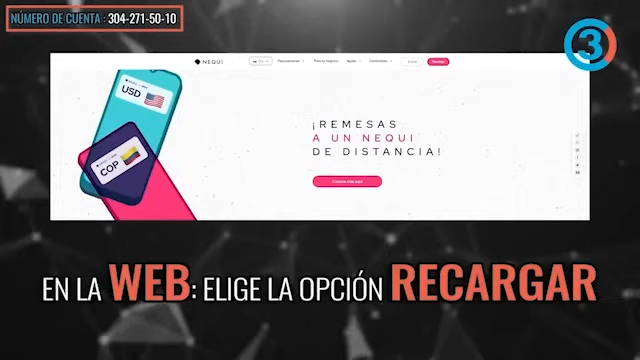 NÚMERO DE CUENTA : 304-271-50-10
3
NEQUI
USD
COP
¡REMESAS
A UN NEQUI
DE DISTANCIA!
EN LA WEB: ELIGE LA OPCIÓN RECARGAR